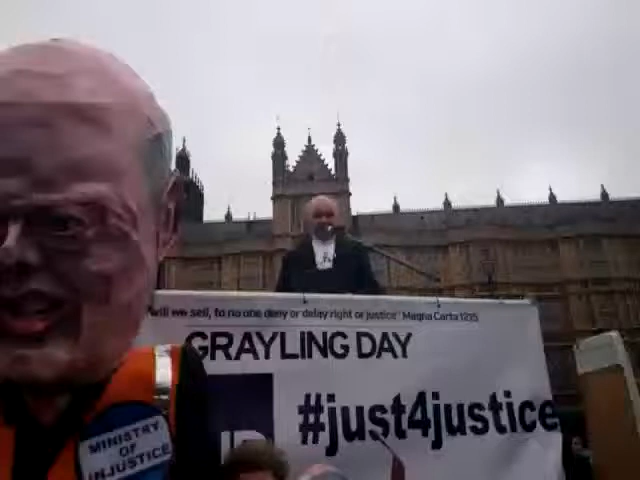 will we sell, to no one deny or delay right or justice' Magna Carta 1215
GRAYLING DAY
#just4justice
MINISTRY
OF
INJUSTICE